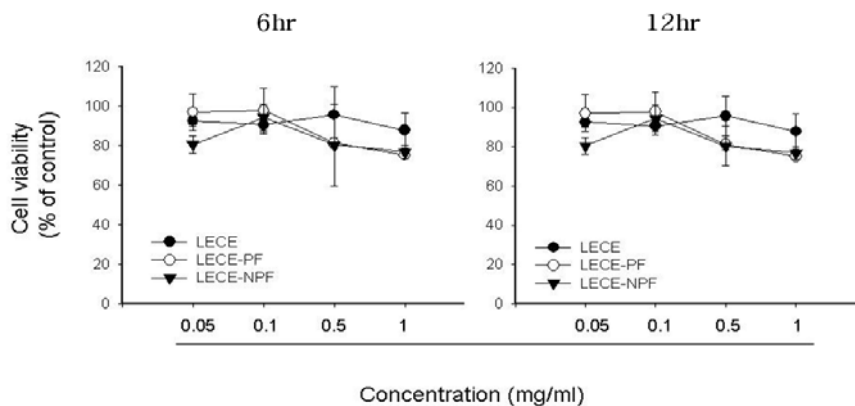 6hr
12hr
Cell viability
(% of control)
120
100
80
60
40
20
0
LECE
LECE-PF
LECE-NPF
0.05 0.1 0.5 1
120
100
80
60
40
20
0
LECE
LECE-PF
LECE-NPF
0.05 0.1 0.5 1
Concentration (mg/ml)